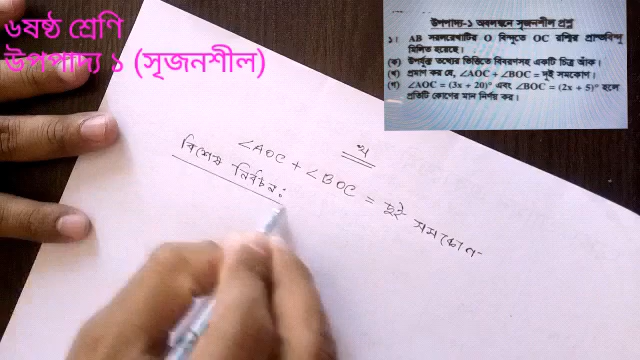 ৬ষষ্ঠ শ্রেণি
উপপাদ্য ১ (সৃজনশীল)
উপপাদ্য-১ অবলম্বনে সৃজনশীল প্রশ্ন
১। AB সরলরেখাটির O বিন্দুতে OC রশ্মির প্রান্তবিন্দু
মিলিত হয়েছে।
(ক) উপর্যুক্ত তথ্যের ভিত্তিতে বিবরণসহ একটি চিত্র আঁক।
(খ) প্রমাণ কর যে, ∠AOC + ∠BOC = দুই সমকোণ।
(গ) ∠AOC = (3x + 20)° এবং ∠BOC = (2x + 5)° হলে
প্রতিটি কোণের মান নির্ণয় কর।
খ
∠AOC + ∠BOC = দুই সমকোন
বিশেষ নির্বচন: